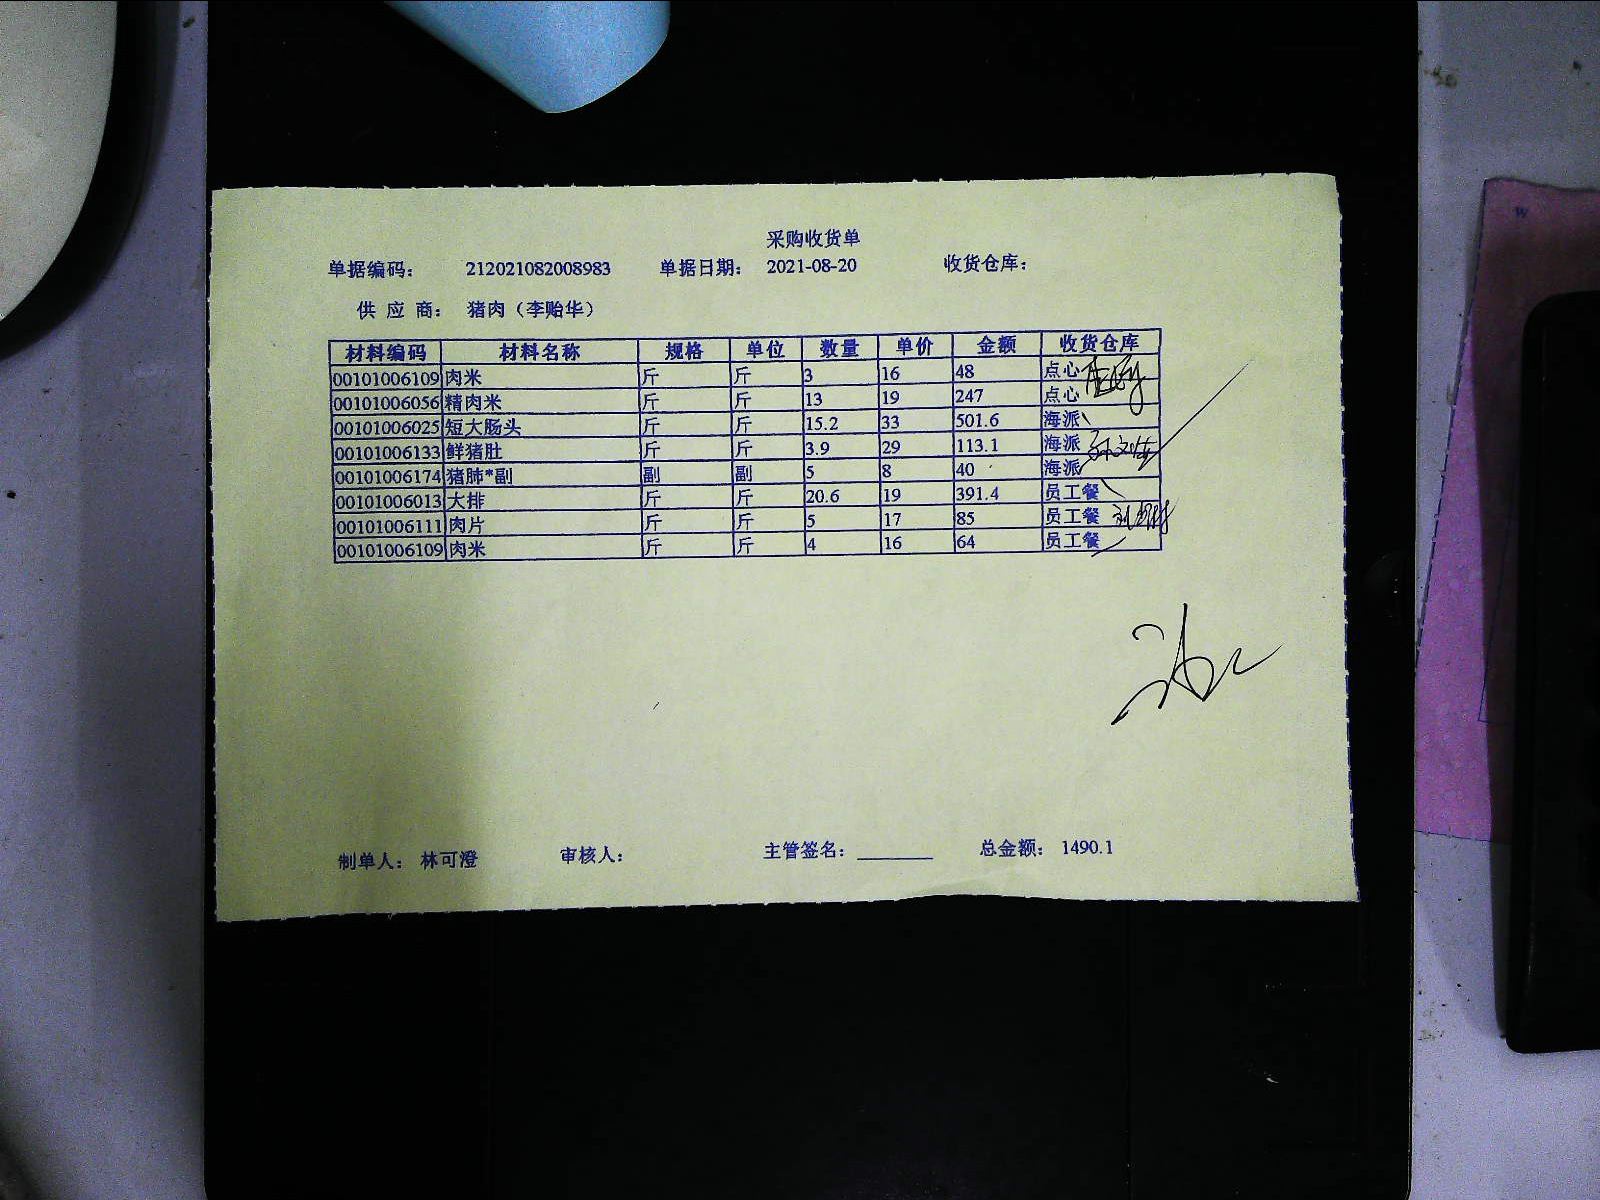 采购收货单
单据编码： 212021082008983 单据日期： 2021-08-20 收货仓库：
供 应 商： 猪肉（李贻华）
材料编码 材料名称 规格 单位 数量 单价 金额 收货仓库
00101006109 肉米 斤 斤 3 16 48 点心
00101006056 精肉米 斤 斤 13 19 247 点心
00101006025 短大肠头 斤 斤 15.2 33 501.6 海派
00101006133 鲜猪肚 斤 斤 3.9 29 113.1 海派
00101006174 猪肺*副 副 副 5 8 40 海派
00101006013 大排 斤 斤 20.6 19 391.4 员工餐
00101006111 肉片 斤 斤 5 17 85 员工餐
00101006109 肉米 斤 斤 4 16 64 员工餐
制单人： 林可澄 审核人： 主管签名： 总金额： 1490.1